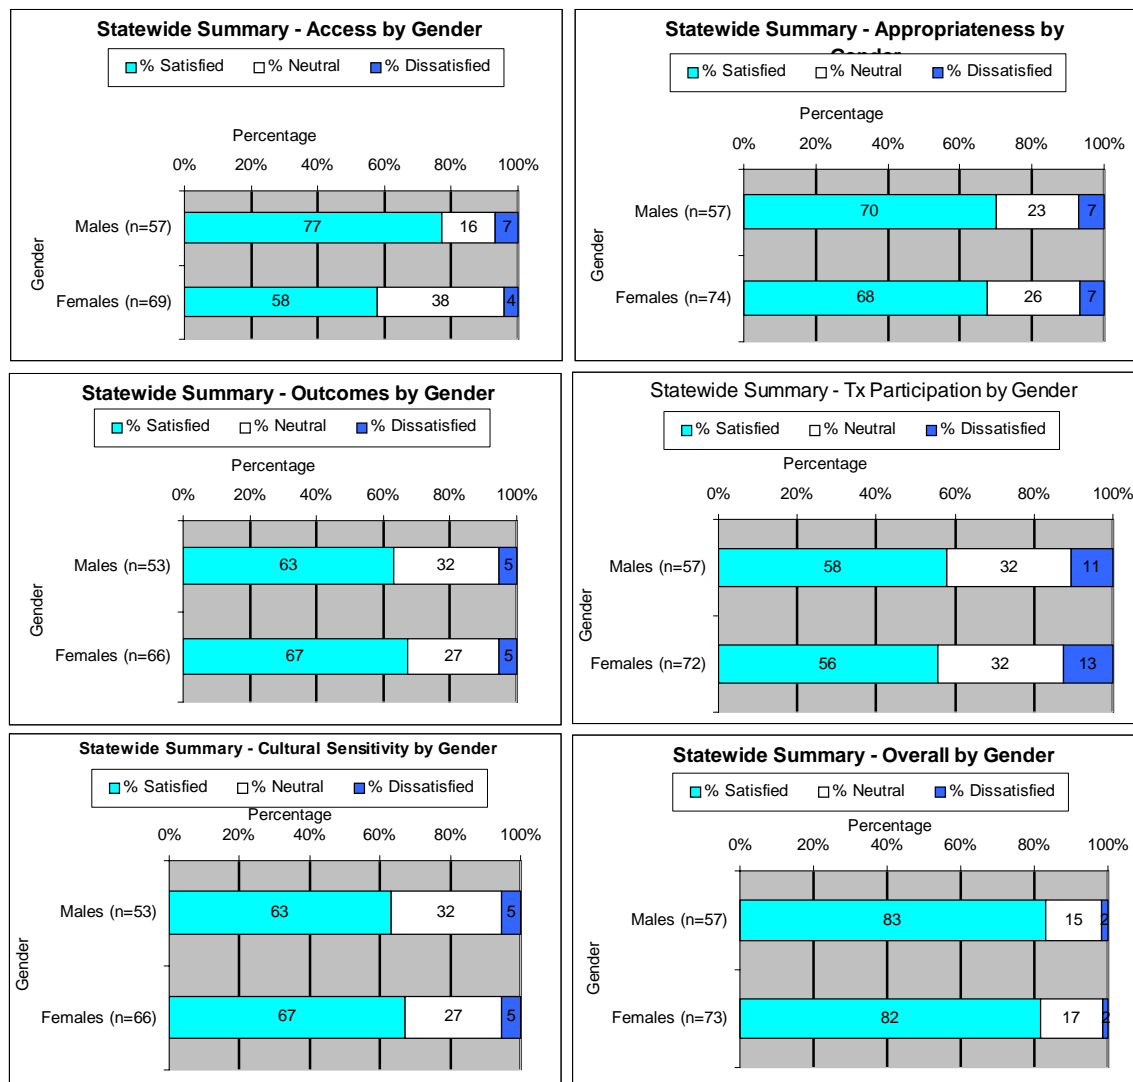 Statewide Summary - Access by Gender
% Satisfied % Neutral % Dissatisfied
Percentage
0% 20% 40% 60% 80% 100%
Males (n=57) 77 16 7
Gender
Females (n=69) 58 38 4
Statewide Summary - Appropriateness by
Gender
% Satisfied % Neutral % Dissatisfied
Percentage
0% 20% 40% 60% 80% 100%
Males (n=57) 70 23 7
Gender
Females (n=74) 68 26 7
Statewide Summary - Outcomes by Gender
% Satisfied % Neutral % Dissatisfied
Percentage
0% 20% 40% 60% 80% 100%
Males (n=53) 63 32 5
Gender
Females (n=66) 67 27 5
Statewide Summary - Tx Participation by Gender
% Satisfied % Neutral % Dissatisfied
Percentage
0% 20% 40% 60% 80% 100%
Males (n=57) 58 32 11
Gender
Females (n=72) 56 32 13
Statewide Summary - Cultural Sensitivity by Gender
% Satisfied % Neutral % Dissatisfied
Percentage
0% 20% 40% 60% 80% 100%
Males (n=53) 63 32 5
Gender
Females (n=66) 67 27 5
Statewide Summary - Overall by Gender
% Satisfied % Neutral % Dissatisfied
Percentage
0% 20% 40% 60% 80% 100%
Males (n=57) 83 15 2
Gender
Females (n=73) 82 17 2